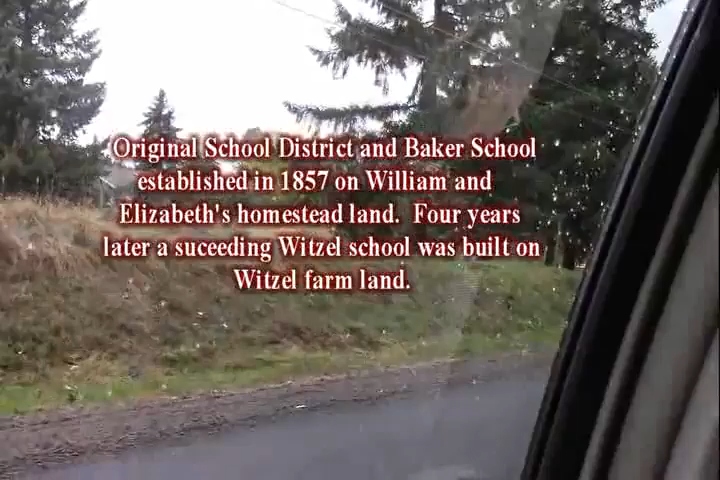 Original School District and Baker School
established in 1857 on William and
Elizabeth's homestead land. Four years
later a suceeding Witzel school was built on
Witzel farm land.